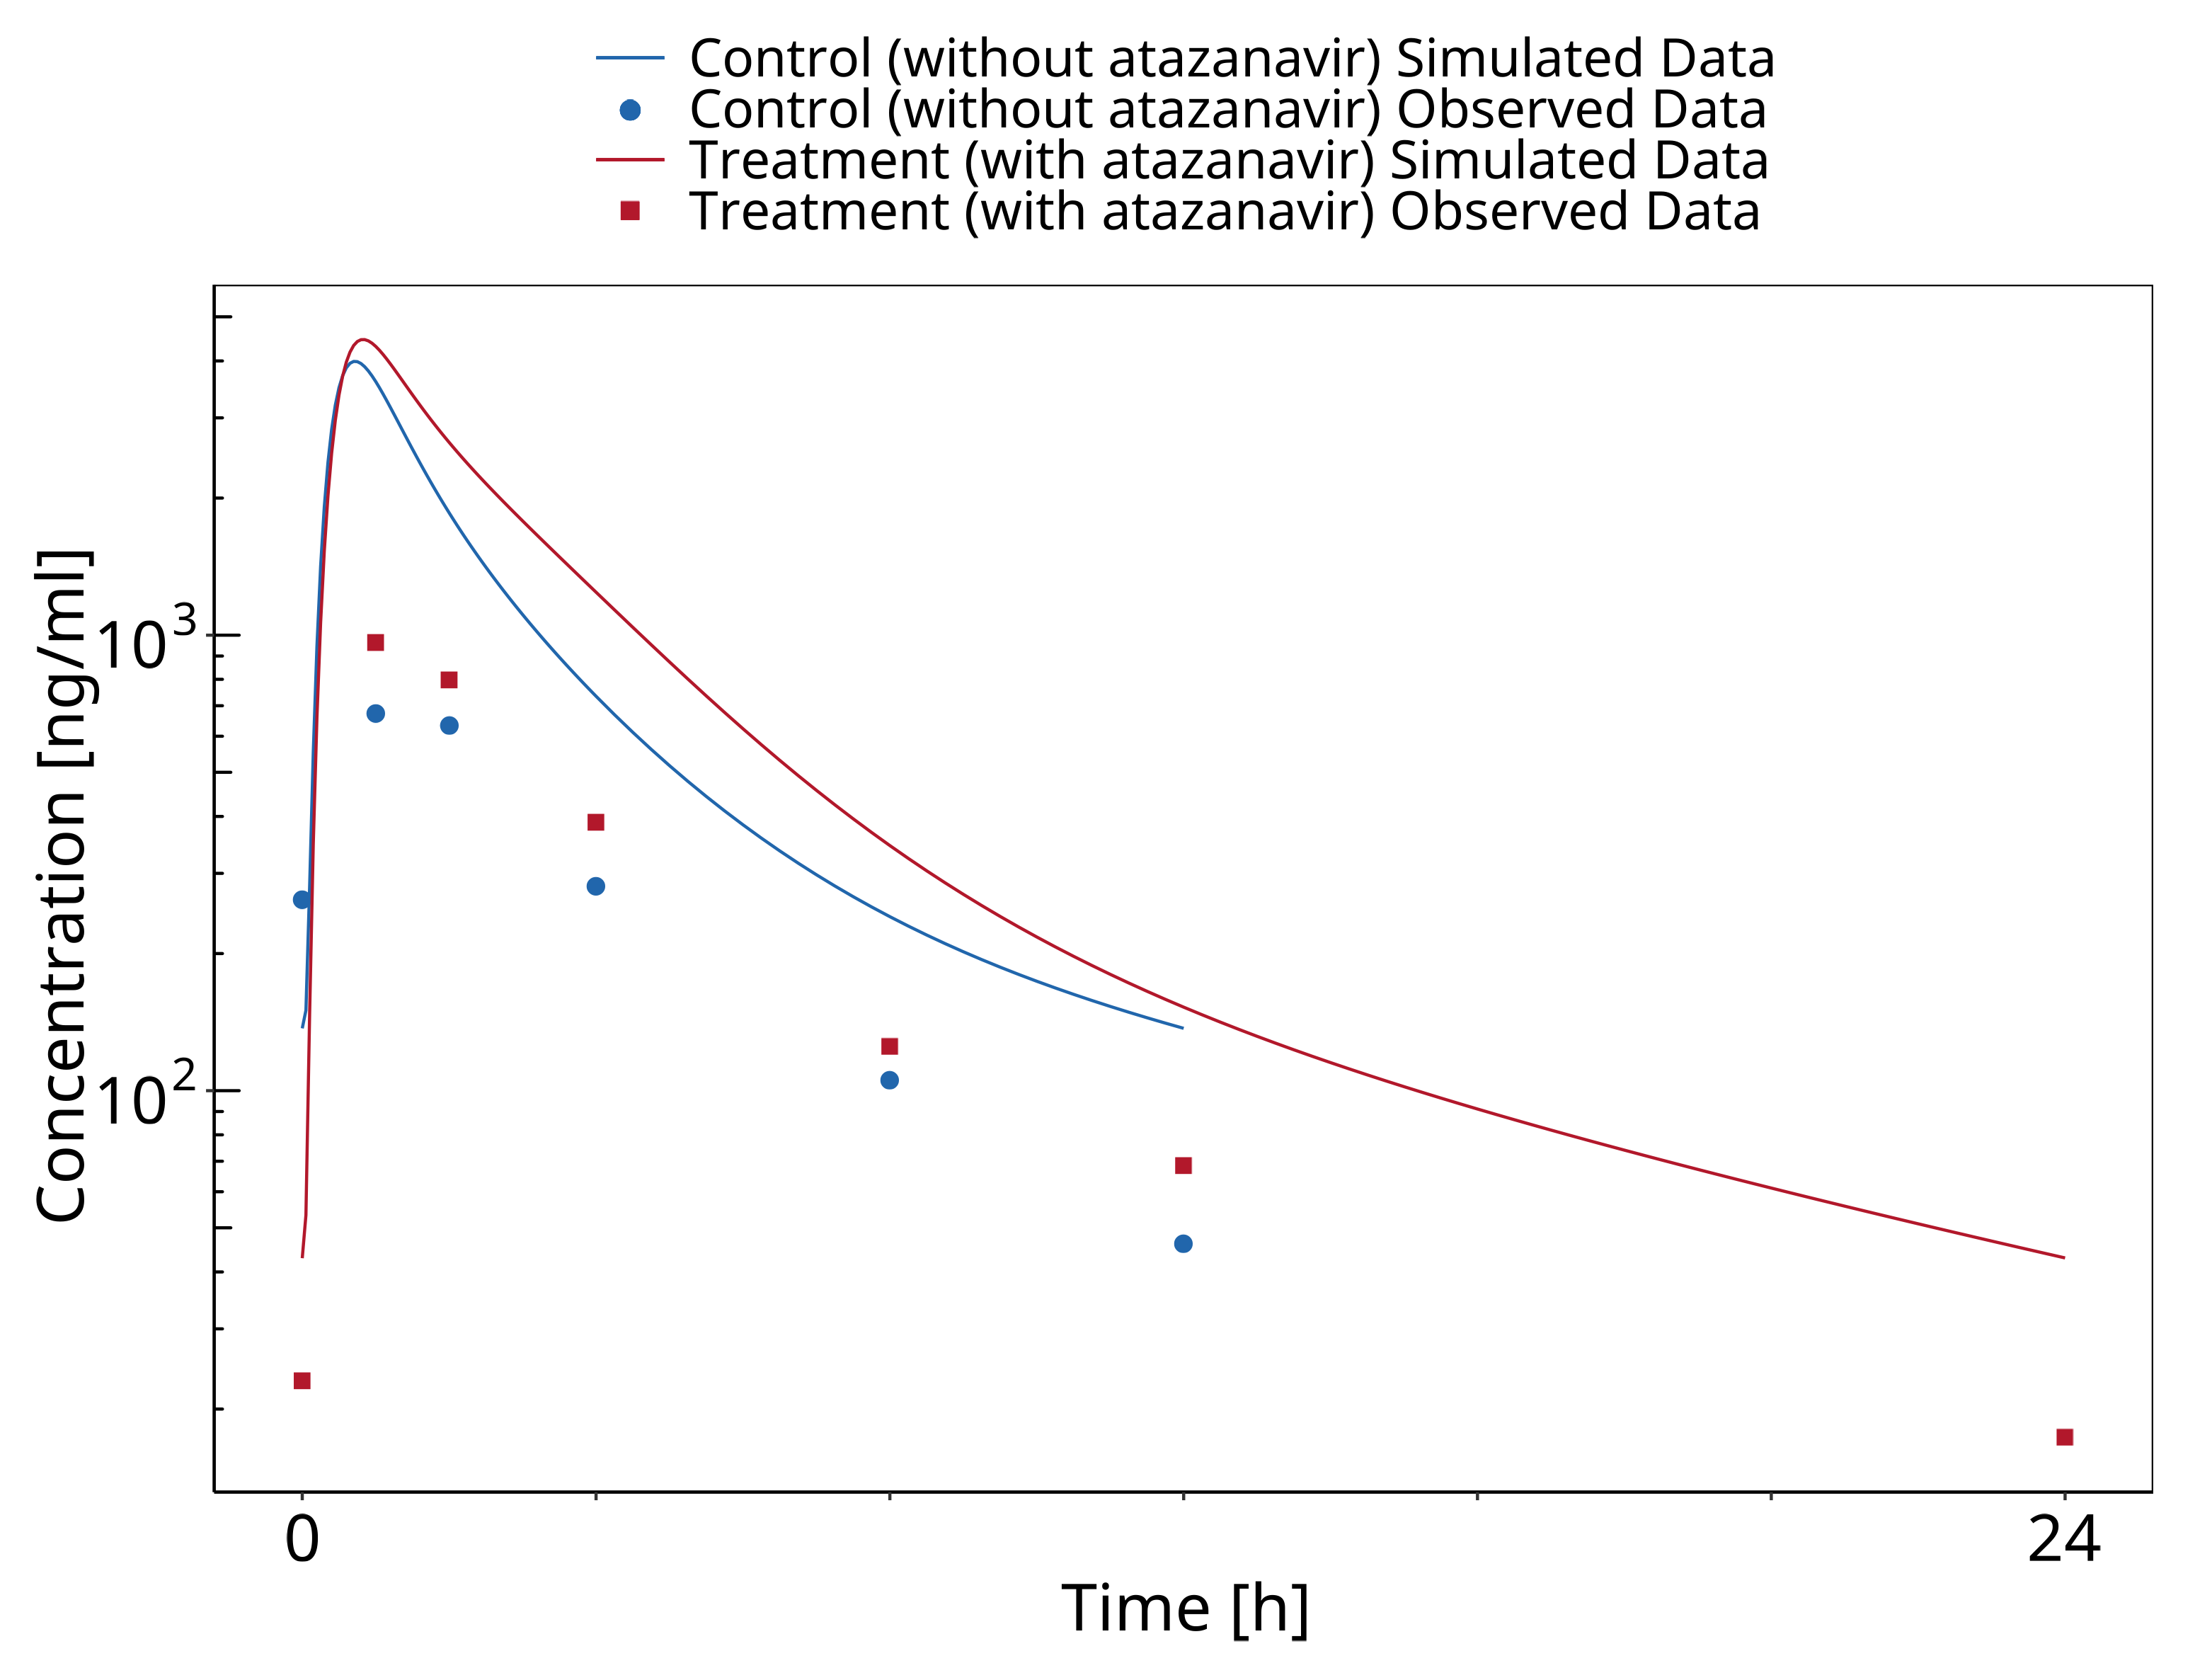 Control (without atazanavir) Simulated Data
Control (without atazanavir) Observed Data
Treatment (with atazanavir) Simulated Data
Treatment (with atazanavir) Observed Data
Concentration [ng/ml]
10³
10²
0
24
Time [h]